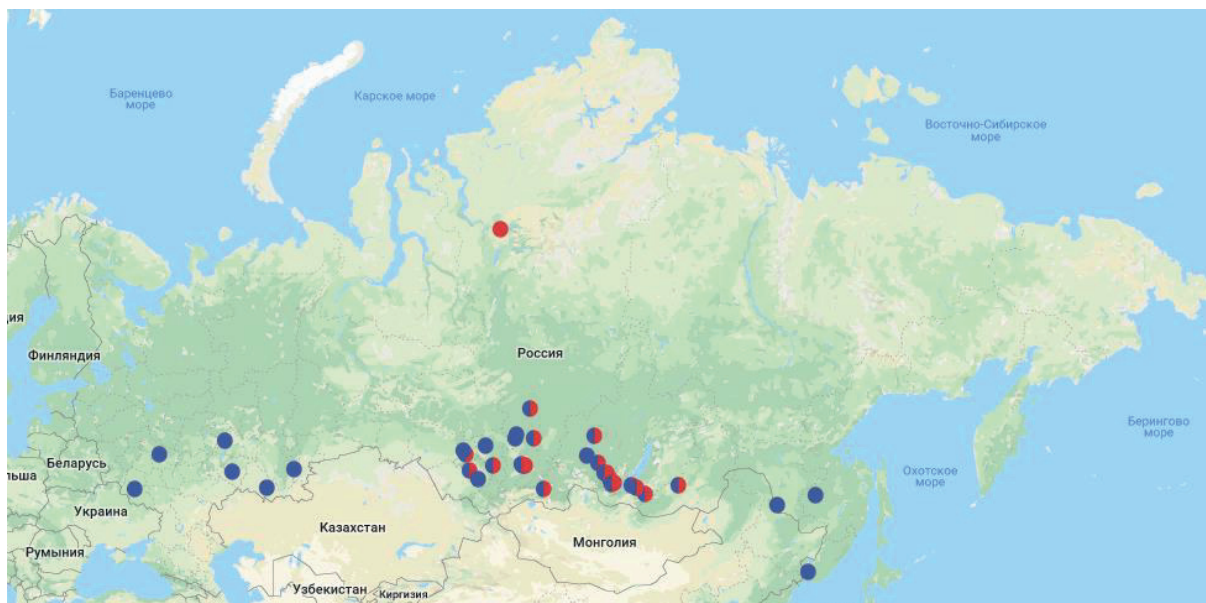 Баренцево
море
Карское море
Восточно-Сибирское
море
Финляндия
Россия
Берингово
море
Беларусь
Охотское
море
Украина
Казахстан
Монголия
Румыния
Узбекистан
Киргизия